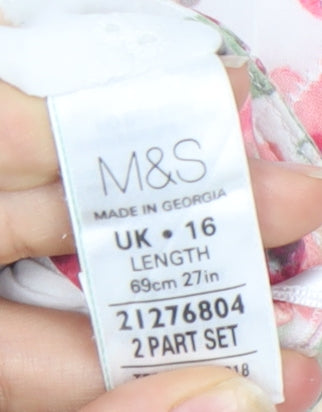 M&S
MADE IN GEORGIA
UK • 16
LENGTH
69cm 27in
21276804
2 PART SET